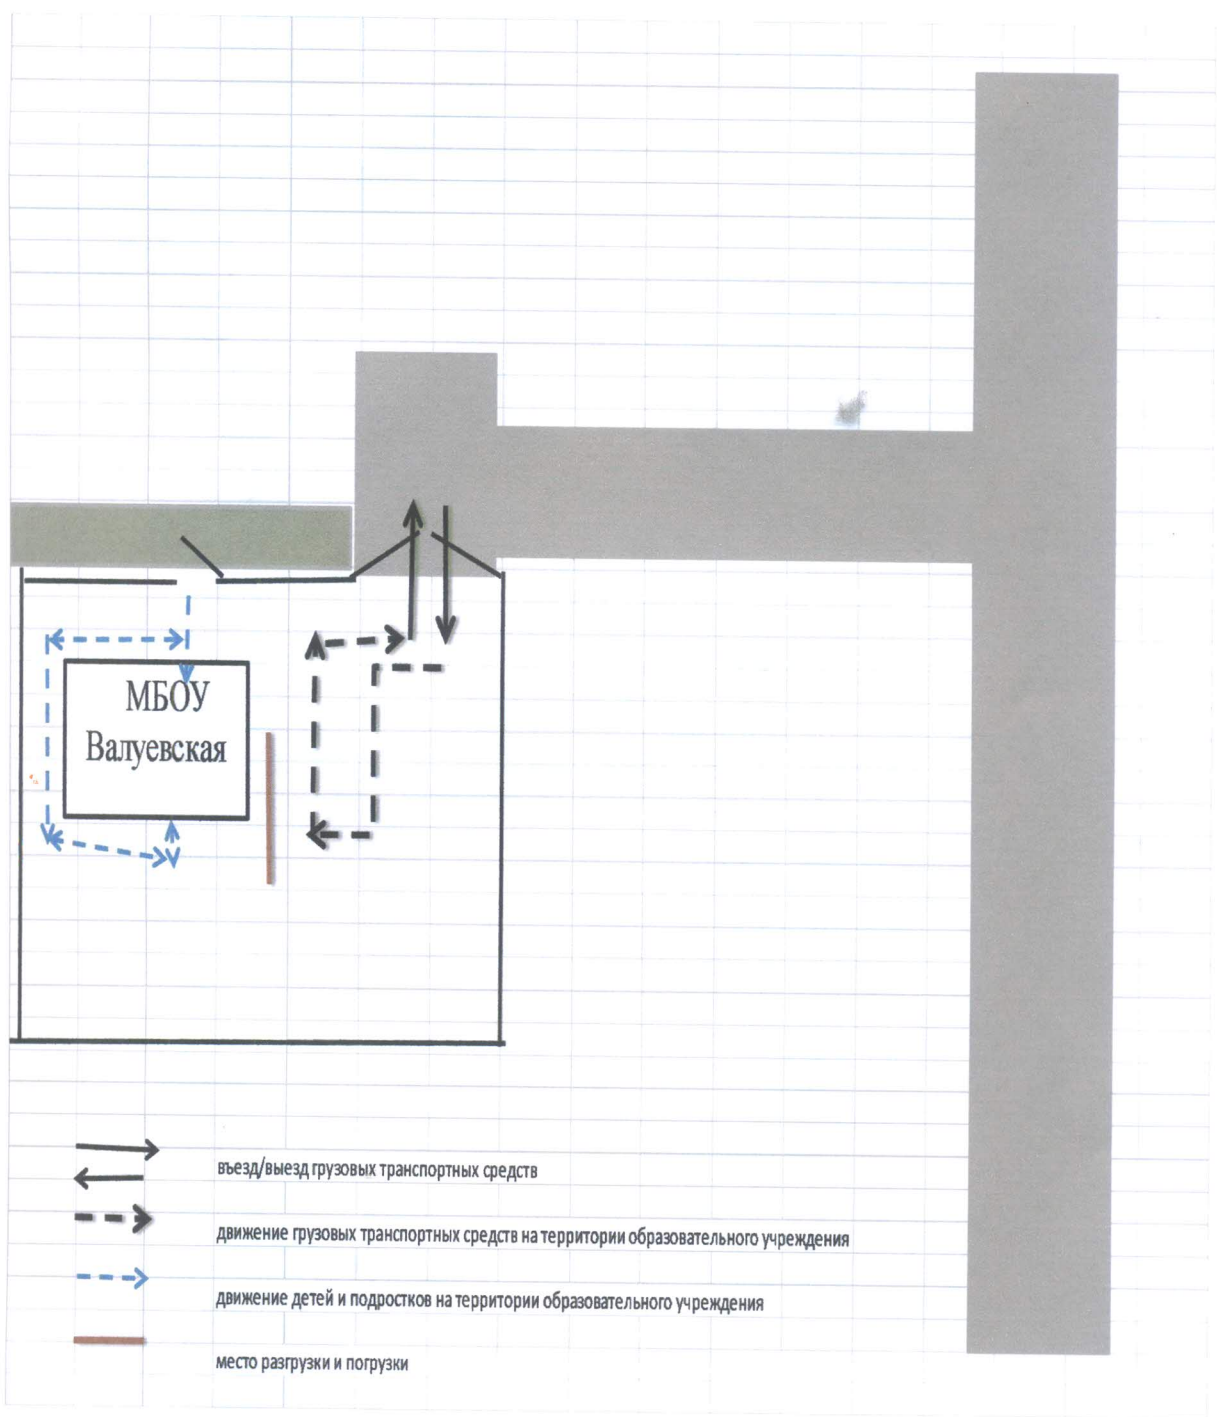 МБОУ
Валуевская
въезд/выезд грузовых транспортных средств
движение грузовых транспортных средств на территории образовательного учреждения
движение детей и подростков на территории образовательного учреждения
место разгрузки и погрузки